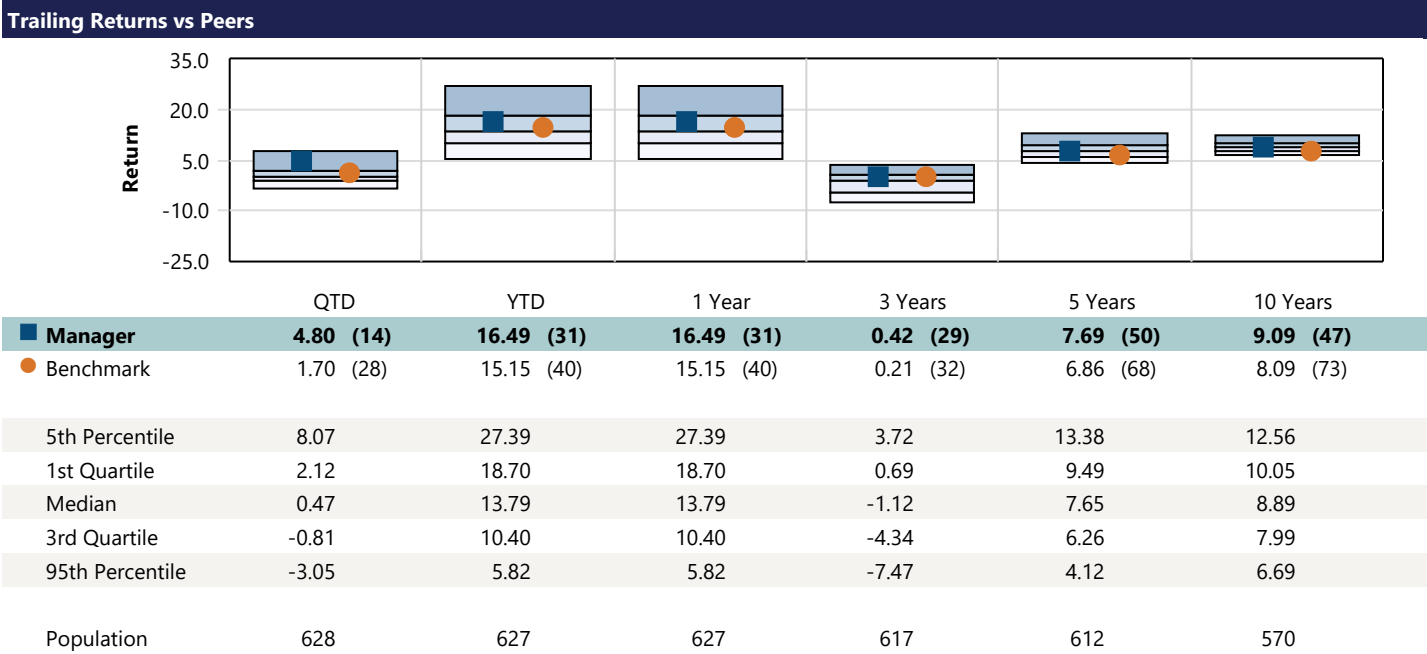 Trailing Returns vs Peers
35.0
20.0
5.0
-10.0
-25.0
Return
QTD YTD 1 Year 3 Years 5 Years 10 Years
Manager 4.80 (14) 16.49 (31) 16.49 (31) 0.42 (29) 7.69 (50) 9.09 (47)
Benchmark 1.70 (28) 15.15 (40) 15.15 (40) 0.21 (32) 6.86 (68) 8.09 (73)
5th Percentile 8.07 27.39 27.39 3.72 13.38 12.56
1st Quartile 2.12 18.70 18.70 0.69 9.49 10.05
Median 0.47 13.79 13.79 -1.12 7.65 8.89
3rd Quartile -0.81 10.40 10.40 -4.34 6.26 7.99
95th Percentile -3.05 5.82 5.82 -7.47 4.12 6.69
Population 628 627 627 617 612 570